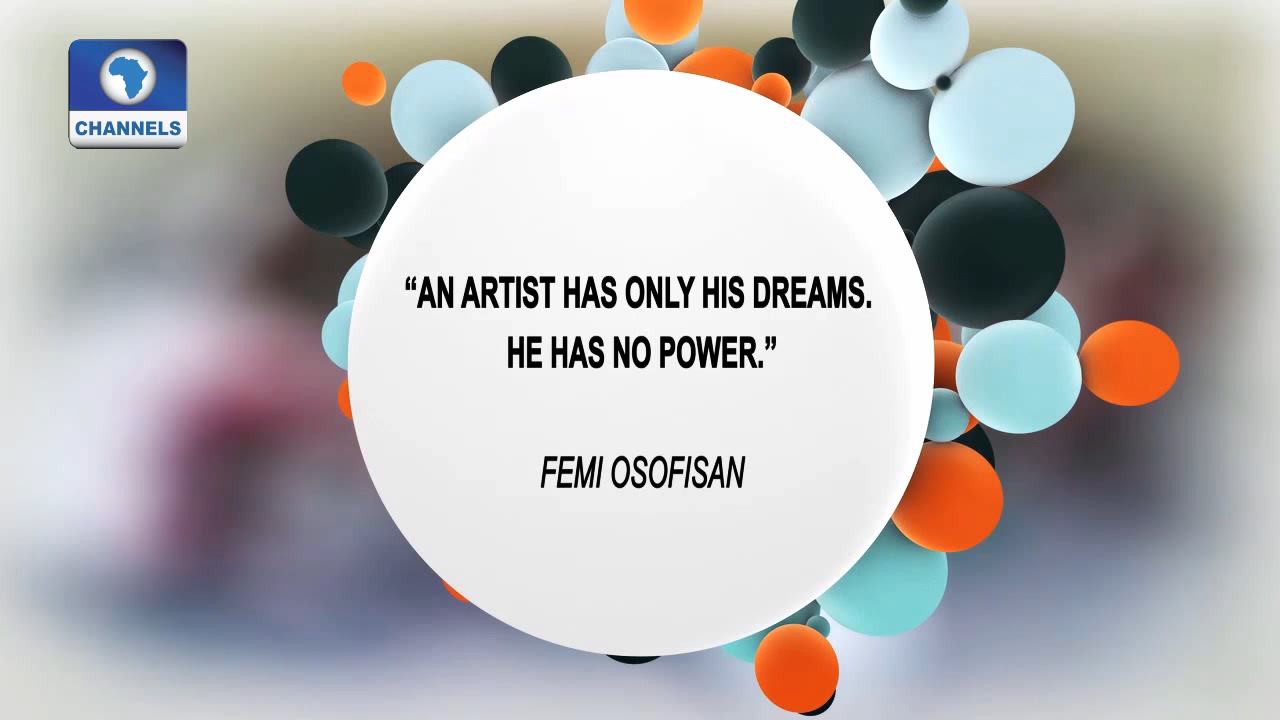 CHANNELS
“AN ARTIST HAS ONLY HIS DREAMS.
HE HAS NO POWER.”
FEMI OSOFISAN